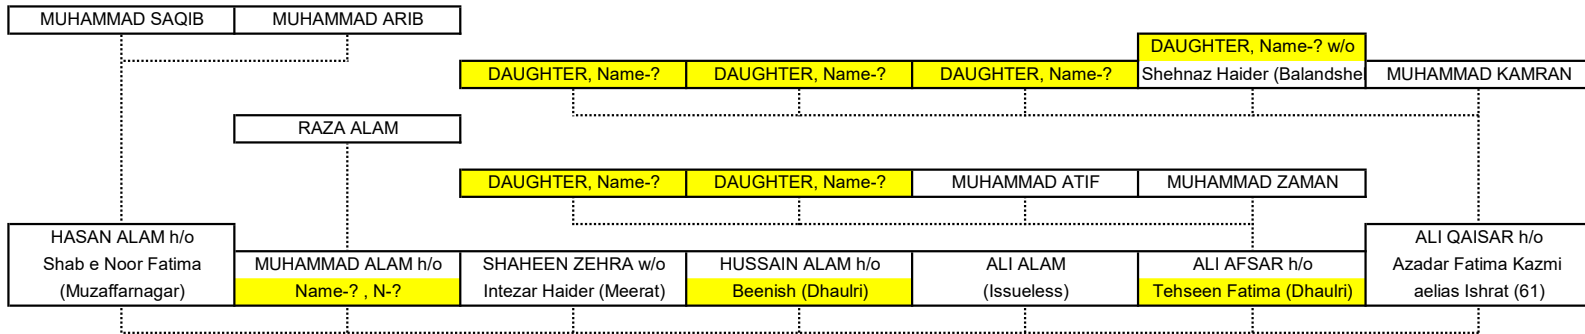 MUHAMMAD SAQIB
MUHAMMAD ARIB
DAUGHTER, Name-?
DAUGHTER, Name-?
DAUGHTER, Name-?
DAUGHTER, Name-? w/o
Shehnaz Haider (Balandshe
MUHAMMAD KAMRAN
RAZA ALAM
DAUGHTER, Name-?
DAUGHTER, Name-?
MUHAMMAD ATIF
MUHAMMAD ZAMAN
HASAN ALAM h/o
Shab e Noor Fatima
(Muzaffarnagar)
MUHAMMAD ALAM h/o
Name-? , N-?
SHAHEEN ZEHRA w/o
Intezar Haider (Meerat)
HUSSAIN ALAM h/o
Beenish (Dhaulri)
ALI ALAM
(Issueless)
ALI AFSAR h/o
Tehseen Fatima (Dhaulri)
ALI QAISAR h/o
Azadar Fatima Kazmi
aelias Ishrat (61)